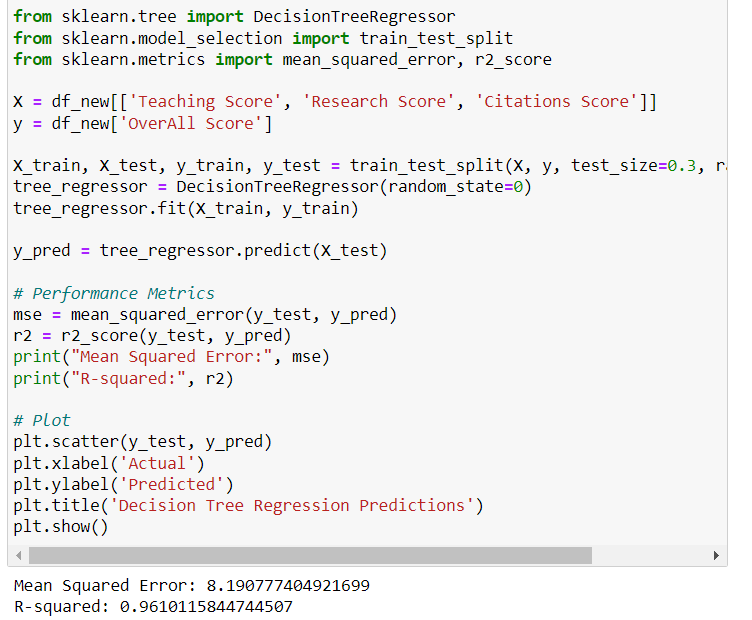 from sklearn.tree import DecisionTreeRegressor
from sklearn.model_selection import train_test_split
from sklearn.metrics import mean_squared_error, r2_score
X = df_new[['Teaching Score', 'Research Score', 'Citations Score']]
y = df_new['OverAll Score']
X_train, X_test, y_train, y_test = train_test_split(X, y, test_size=0.3, r
tree_regressor = DecisionTreeRegressor(random_state=0)
tree_regressor.fit(X_train, y_train)
y_pred = tree_regressor.predict(X_test)
# Performance Metrics
mse = mean_squared_error(y_test, y_pred)
r2 = r2_score(y_test, y_pred)
print("Mean Squared Error:", mse)
print("R-squared:", r2)
# Plot
plt.scatter(y_test, y_pred)
plt.xlabel('Actual')
plt.ylabel('Predicted')
plt.title('Decision Tree Regression Predictions')
plt.show()
Mean Squared Error: 8.190777404921699
R-squared: 0.9610115844744507